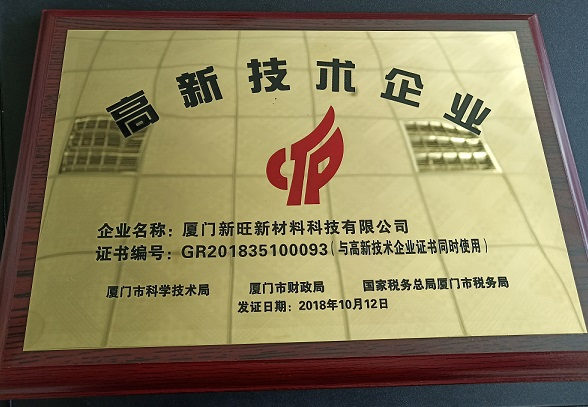 高新技术企业
企业名称：厦门新旺新材料科技有限公司
证书编号：GR201835100093（与高新技术企业证书同时使用）
厦门市科学技术局 厦门市财政局 国家税务总局厦门市税务局
发证日期：2018年10月12日